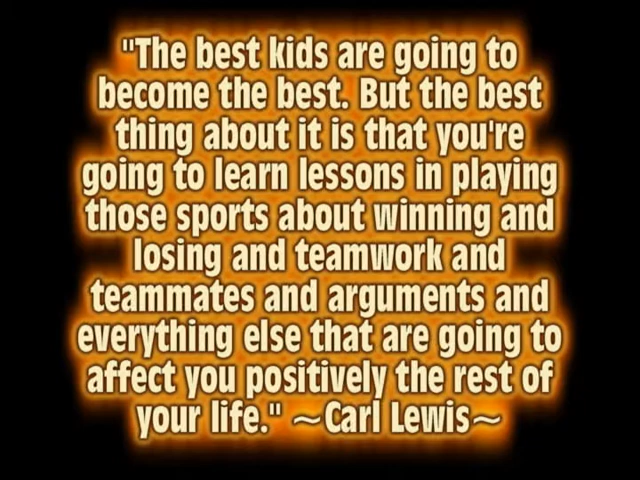 "The best kids are going to
become the best. But the best
thing about it is that you're
going to learn lessons in playing
those sports about winning and
losing and teamwork and
teammates and arguments and
everything else that are going to
affect you positively the rest of
your life." ~Carl Lewis~